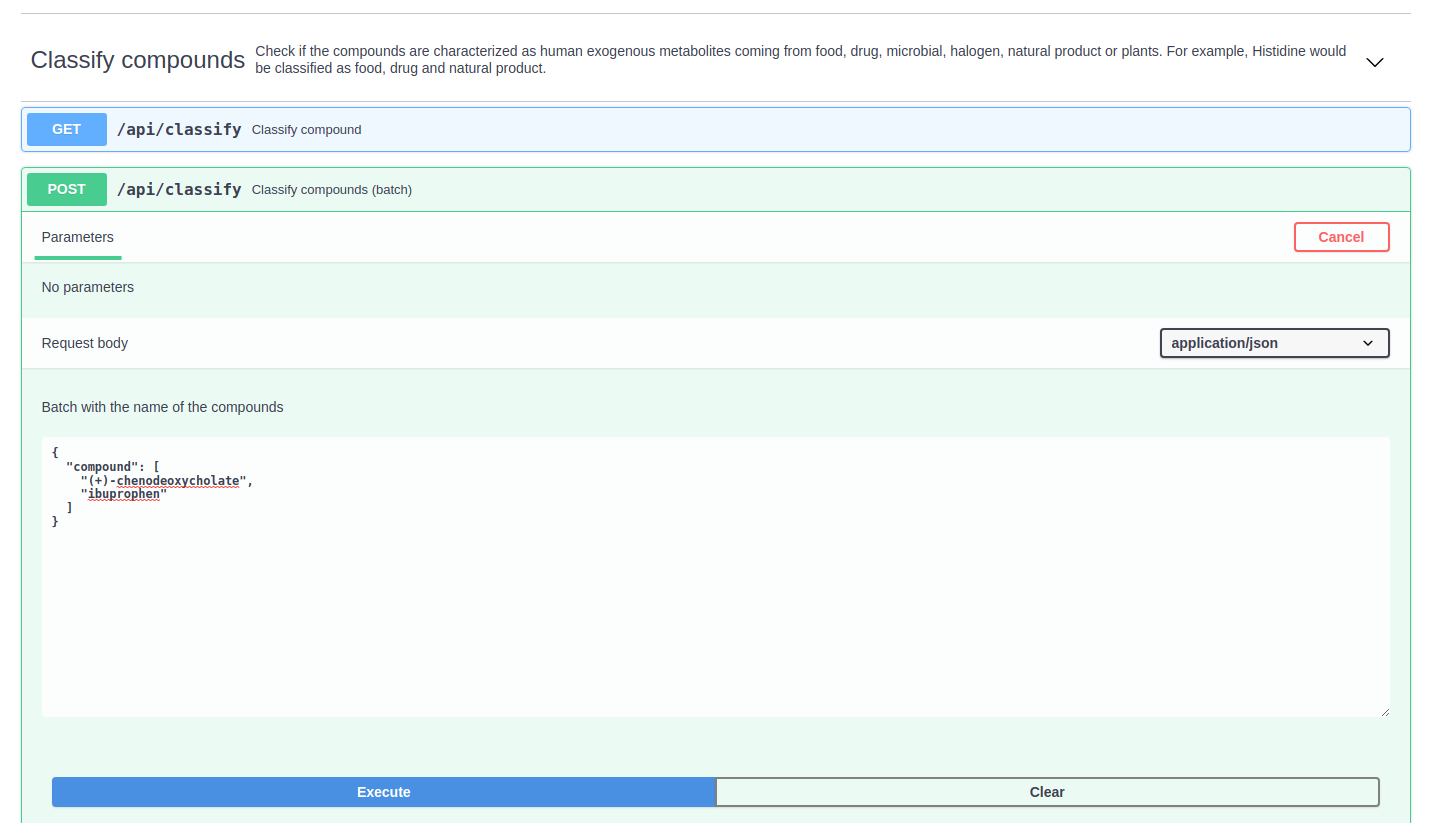 Classify compounds
Check if the compounds are characterized as human exogenous metabolites coming from food, drug, microbial, halogen, natural product or plants. For example, Histidine would
be classified as food, drug and natural product.
GET /api/classify Classify compound
POST /api/classify Classify compounds (batch)
Parameters
Cancel
No parameters
Request body
application/json
Batch with the name of the compounds
{
  "compound": [
    "(+)-chenodeoxycholate",
    "ibuprophen"
  ]
}
Execute
Clear